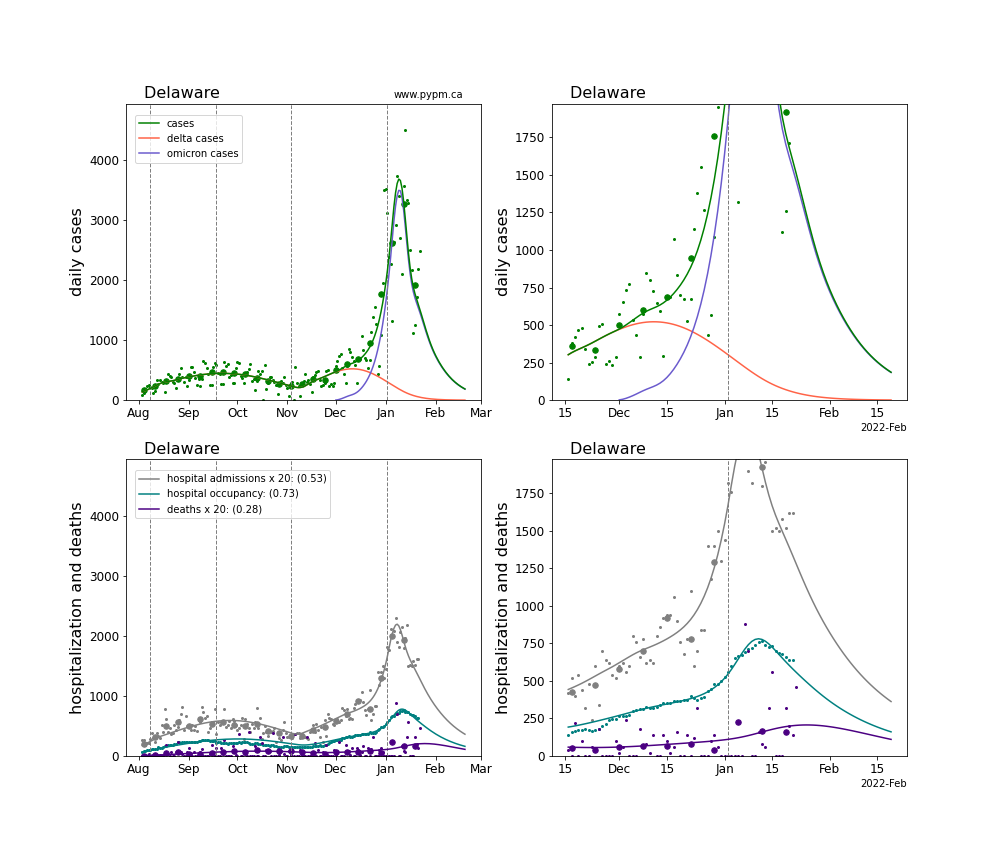 Delaware
www.pypm.ca
cases
delta cases
omicron cases
daily cases
4000
3000
2000
1000
0
Aug Sep Oct Nov Dec Jan Feb Mar
Delaware
daily cases
1750
1500
1250
1000
750
500
250
0
15 Dec 15 Jan 15 Feb 15
2022-Feb
Delaware
hospital admissions x 20: (0.53)
hospital occupancy: (0.73)
deaths x 20: (0.28)
hospitalization and deaths
4000
3000
2000
1000
0
Aug Sep Oct Nov Dec Jan Feb Mar
Delaware
hospitalization and deaths
1750
1500
1250
1000
750
500
250
0
15 Dec 15 Jan 15 Feb 15
2022-Feb